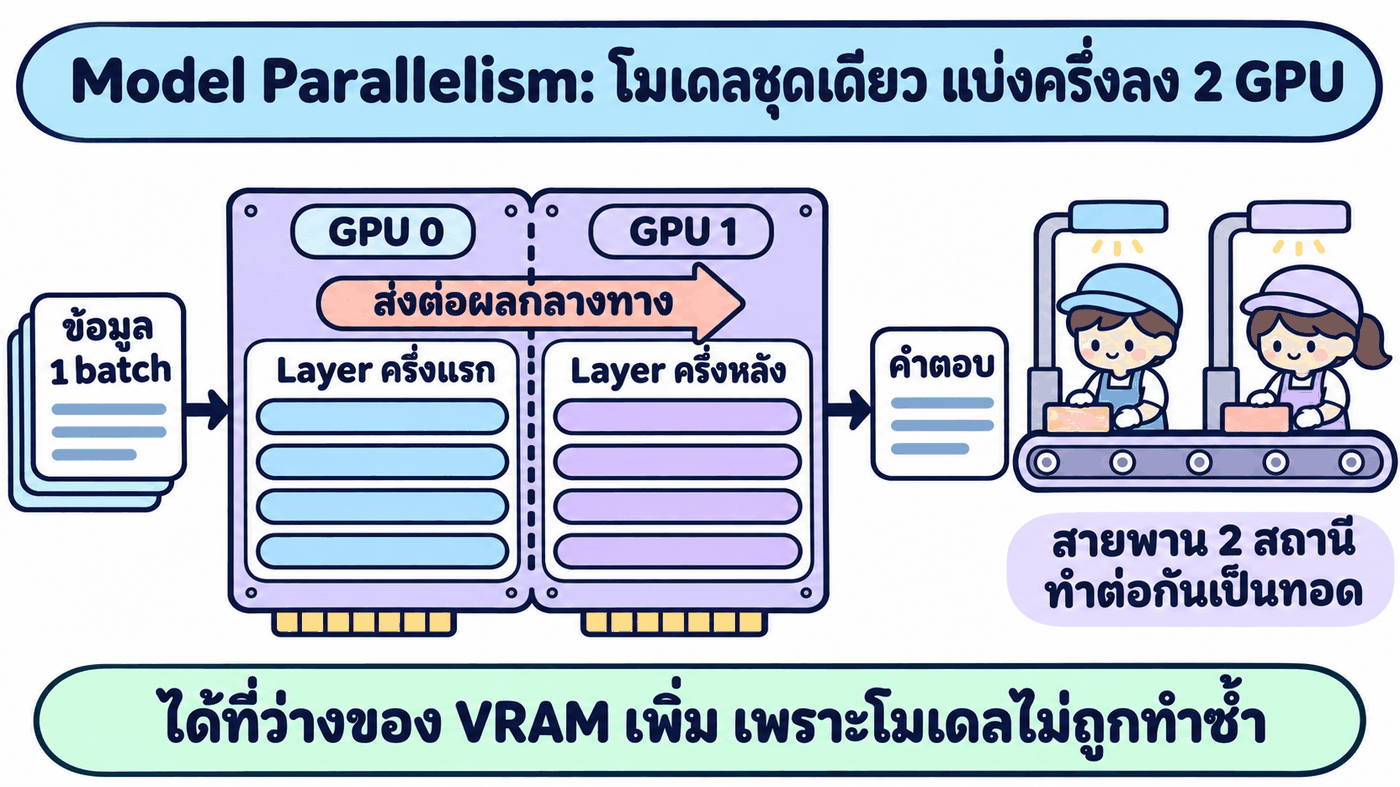 Model Parallelism: โมเดลชุดเดียว แบ่งครึ่งลง 2 GPU
GPU 0
GPU 1
ส่งต่อผลกลางทาง
ข้อมูล
1 batch
Layer ครึ่งแรก
Layer ครึ่งหลัง
คำตอบ
สายพาน 2 สถานี
ทำต่อกันเป็นทอด
ได้ที่ว่างของ VRAM เพิ่ม เพราะโมเดลไม่ถูกทำซ้ำ